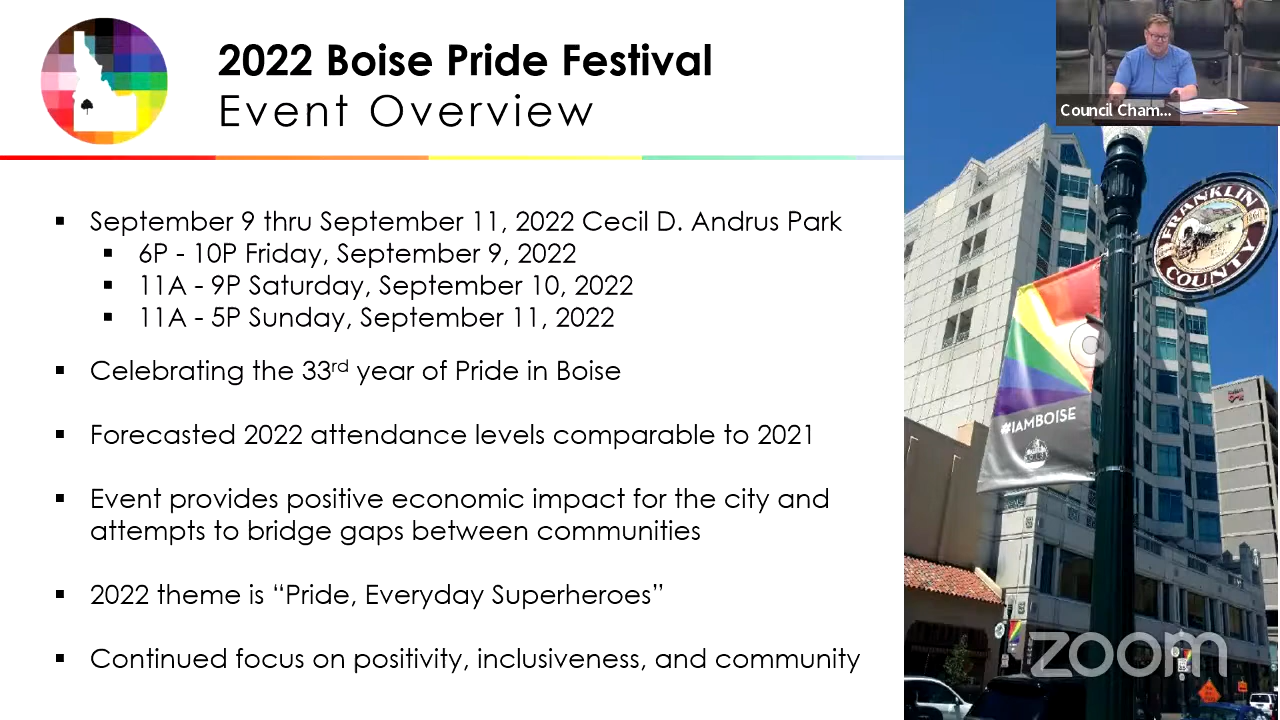 2022 Boise Pride Festival
Event Overview
▪ September 9 thru September 11, 2022 Cecil D. Andrus Park
▪ 6P - 10P Friday, September 9, 2022
▪ 11A - 9P Saturday, September 10, 2022
▪ 11A - 5P Sunday, September 11, 2022
▪ Celebrating the 33rd year of Pride in Boise
▪ Forecasted 2022 attendance levels comparable to 2021
▪ Event provides positive economic impact for the city and
attempts to bridge gaps between communities
▪ 2022 theme is “Pride, Everyday Superheroes”
▪ Continued focus on positivity, inclusiveness, and community
Council Cham...
FRANKLIN
1860
COUNTY
#IAMBOISE
zoom